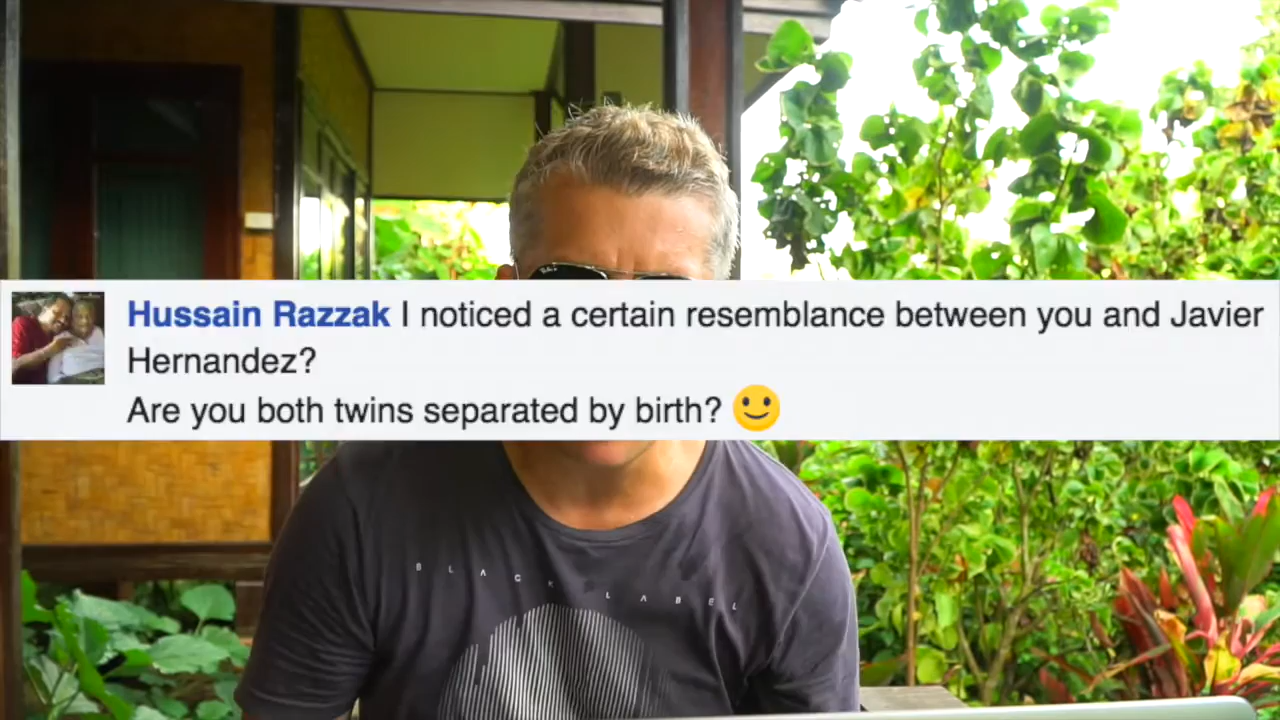 Hussain Razzak I noticed a certain resemblance between you and Javier
Hernandez?
Are you both twins separated by birth? 🙂
BLACK LABEL